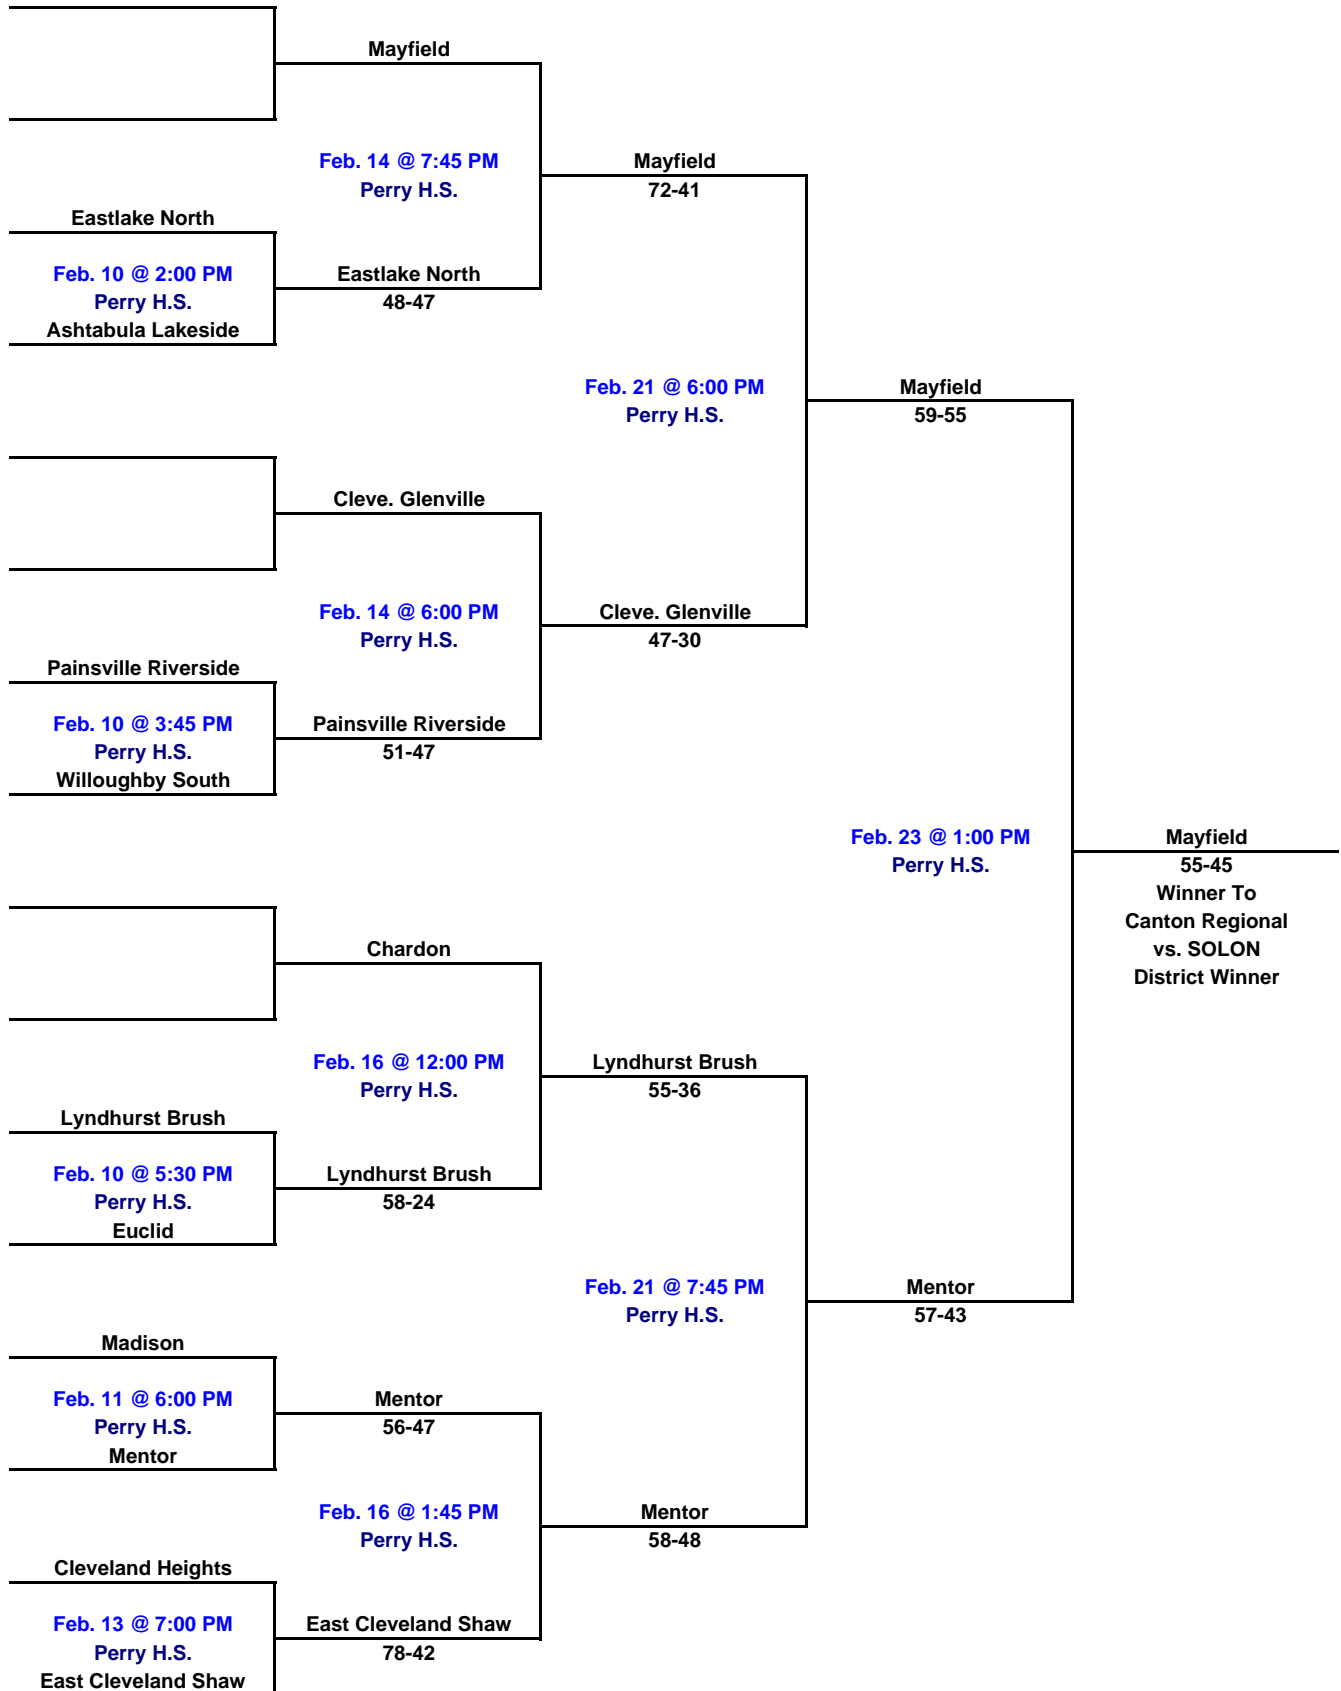 Mayfield
Feb. 14 @ 7:45 PM
Perry H.S.
Mayfield
72-41
Eastlake North
Feb. 10 @ 2:00 PM
Perry H.S.
Ashtabula Lakeside
Eastlake North
48-47
Feb. 21 @ 6:00 PM
Perry H.S.
Mayfield
59-55
Cleve. Glenville
Feb. 14 @ 6:00 PM
Perry H.S.
Cleve. Glenville
47-30
Painsville Riverside
Feb. 10 @ 3:45 PM
Perry H.S.
Willoughby South
Painsville Riverside
51-47
Feb. 23 @ 1:00 PM
Perry H.S.
Mayfield
55-45
Winner To
Canton Regional
vs. SOLON
District Winner
Chardon
Feb. 16 @ 12:00 PM
Perry H.S.
Lyndhurst Brush
55-36
Lyndhurst Brush
Feb. 10 @ 5:30 PM
Perry H.S.
Euclid
Lyndhurst Brush
58-24
Feb. 21 @ 7:45 PM
Perry H.S.
Mentor
57-43
Madison
Feb. 11 @ 6:00 PM
Perry H.S.
Mentor
Mentor
56-47
Feb. 16 @ 1:45 PM
Perry H.S.
Mentor
58-48
Cleveland Heights
Feb. 13 @ 7:00 PM
Perry H.S.
East Cleveland Shaw
East Cleveland Shaw
78-42